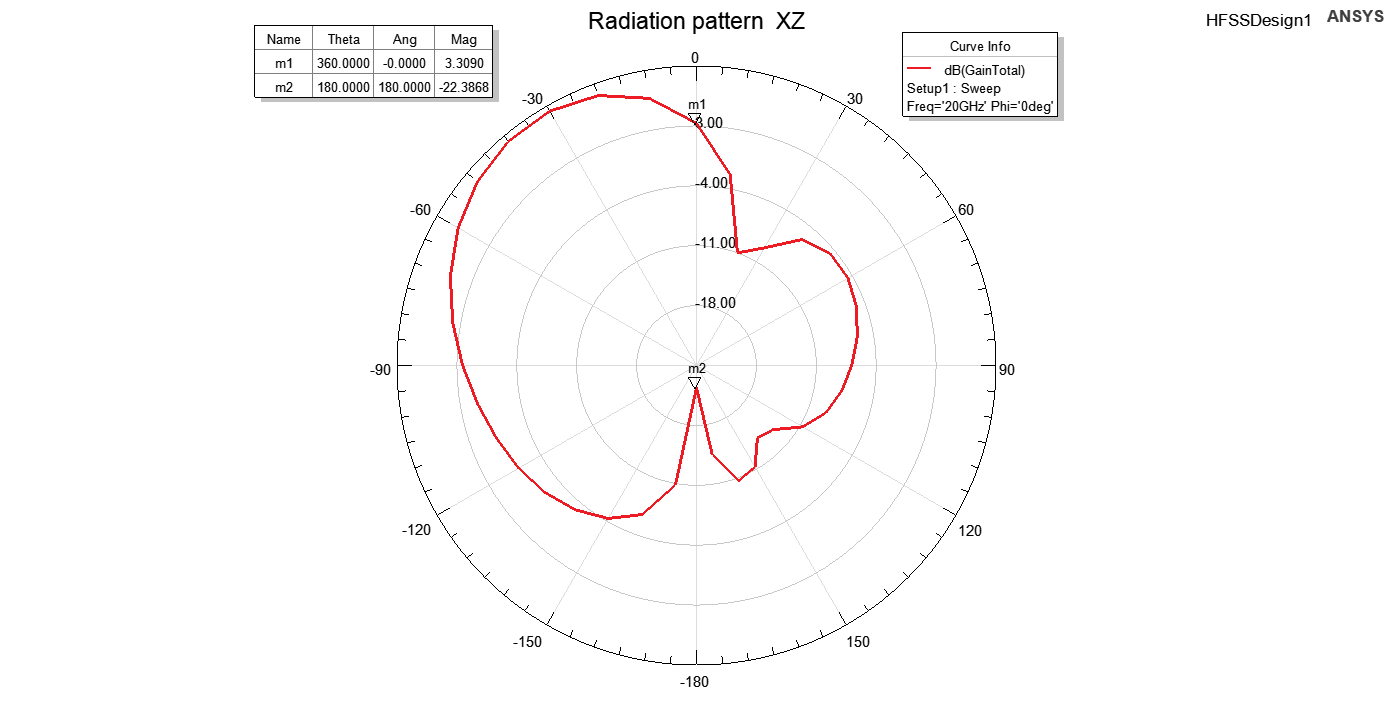 Radiation pattern XZ
HFSSDesign1
ANSYS
Name Theta Ang Mag
m1 360.0000 -0.0000 3.3090
m2 180.0000 180.0000 -22.3868
Curve Info
dB(GainTotal)
Setup1 : Sweep
Freq='20GHz' Phi='0deg'
0
-30
30
m1
3.00
-4.00
-60
60
-11.00
-18.00
m2
-90
90
-120
120
-150
150
-180